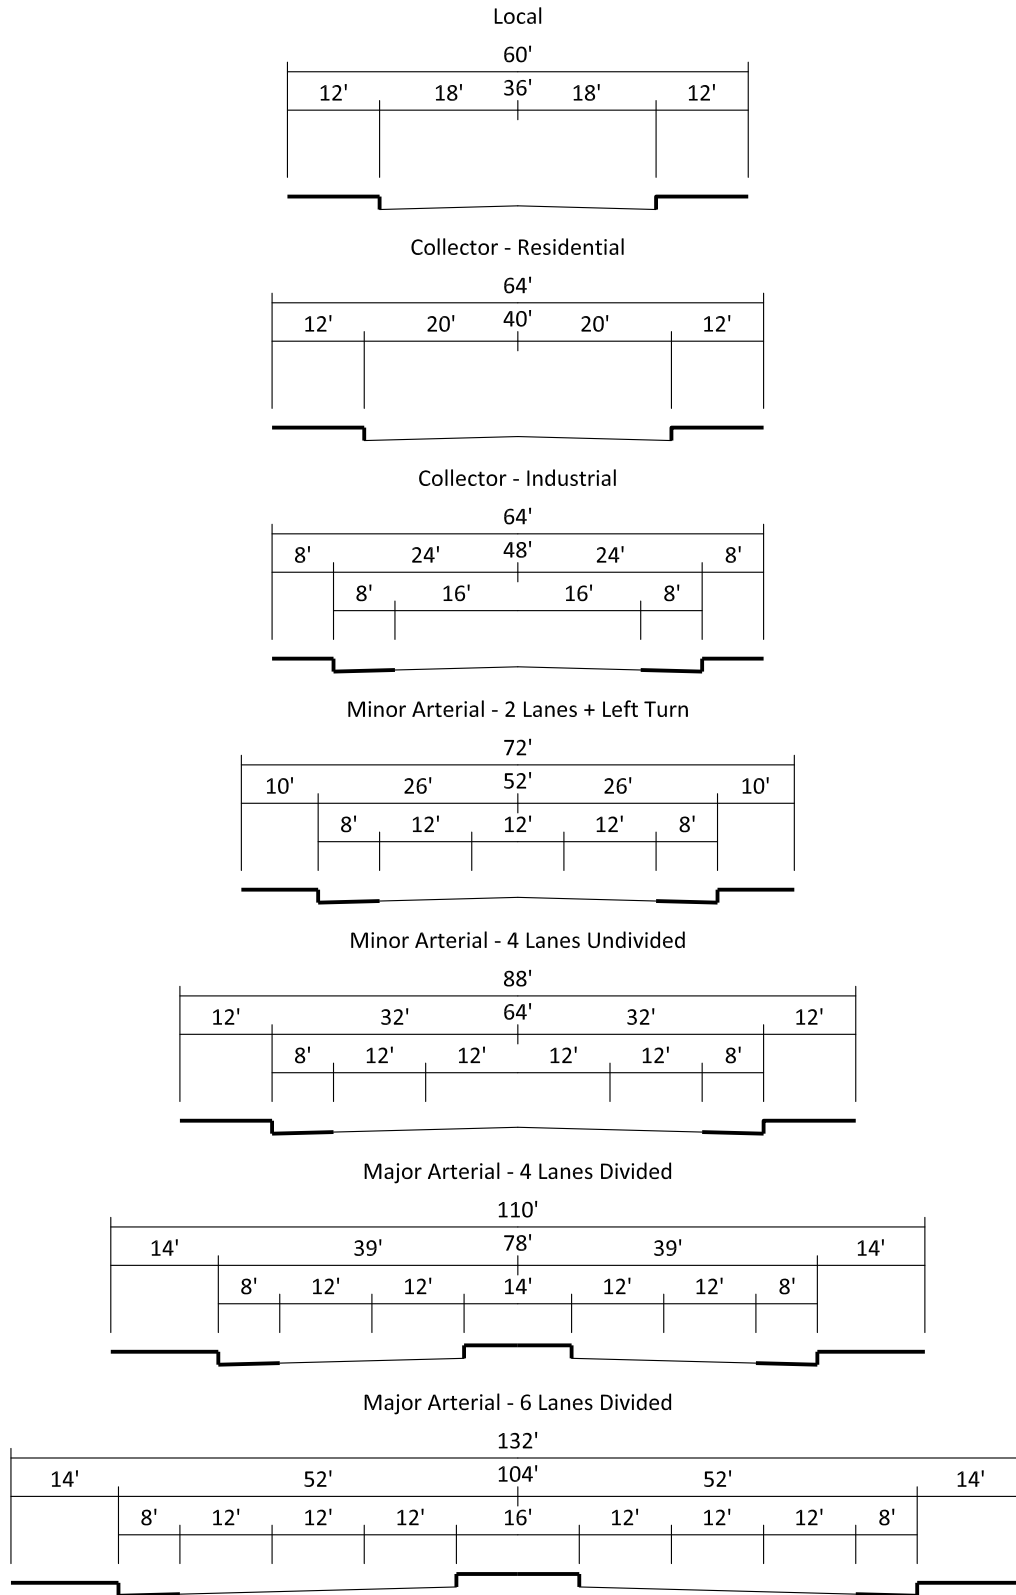 Local
60'
12' 18' 36' 18' 12'
Collector - Residential
64'
12' 20' 40' 20' 12'
Collector - Industrial
64'
8' 24' 48' 24' 8'
8' 16' 16' 8'
Minor Arterial - 2 Lanes + Left Turn
72'
10' 26' 52' 26' 10'
8' 12' 12' 12' 8'
Minor Arterial - 4 Lanes Undivided
88'
12' 32' 64' 32' 12'
8' 12' 12' 12' 12' 8'
Major Arterial - 4 Lanes Divided
110'
14' 39' 78' 39' 14'
8' 12' 12' 14' 12' 12' 8'
Major Arterial - 6 Lanes Divided
132'
14' 52' 104' 52' 14'
8' 12' 12' 12' 16' 12' 12' 12' 8'